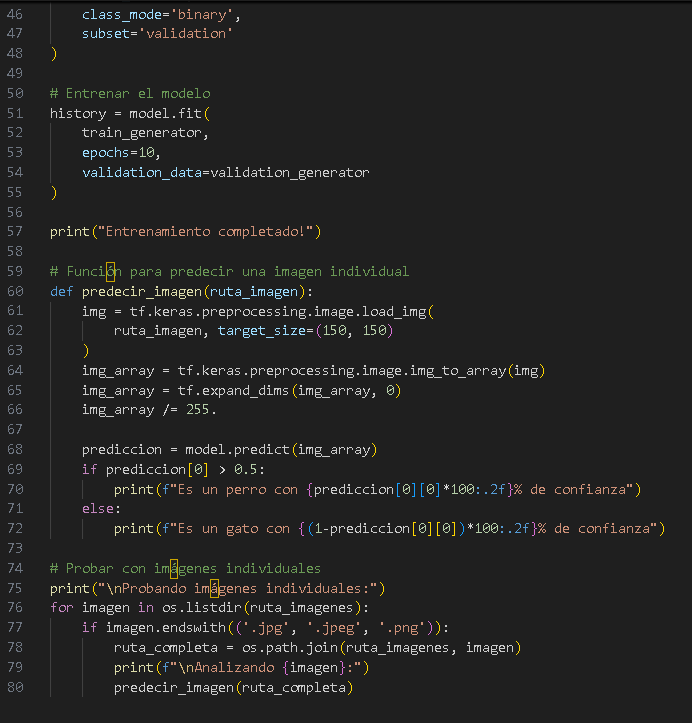 46 class_mode='binary',
47 subset='validation'
48 )
49
50 # Entrenar el modelo
51 history = model.fit(
52 train_generator,
53 epochs=10,
54 validation_data=validation_generator
55 )
56
57 print("Entrenamiento completado!")
58
59 # Función para predecir una imagen individual
60 def predecir_imagen(ruta_imagen):
61 img = tf.keras.preprocessing.image.load_img(
62 ruta_imagen, target_size=(150, 150)
63 )
64 img_array = tf.keras.preprocessing.image.img_to_array(img)
65 img_array = tf.expand_dims(img_array, 0)
66 img_array /= 255.
67
68 prediccion = model.predict(img_array)
69 if prediccion[0] > 0.5:
70 print(f"Es un perro con {prediccion[0][0]*100:.2f}% de confianza")
71 else:
72 print(f"Es un gato con {(1-prediccion[0][0])*100:.2f}% de confianza")
73
74 # Probar con imágenes individuales
75 print("\nProbando imágenes individuales:")
76 for imagen in os.listdir(ruta_imagenes):
77 if imagen.endswith(('.jpg', '.jpeg', '.png')):
78 ruta_completa = os.path.join(ruta_imagenes, imagen)
79 print(f"\nAnalizando {imagen}:")
80 predecir_imagen(ruta_completa)